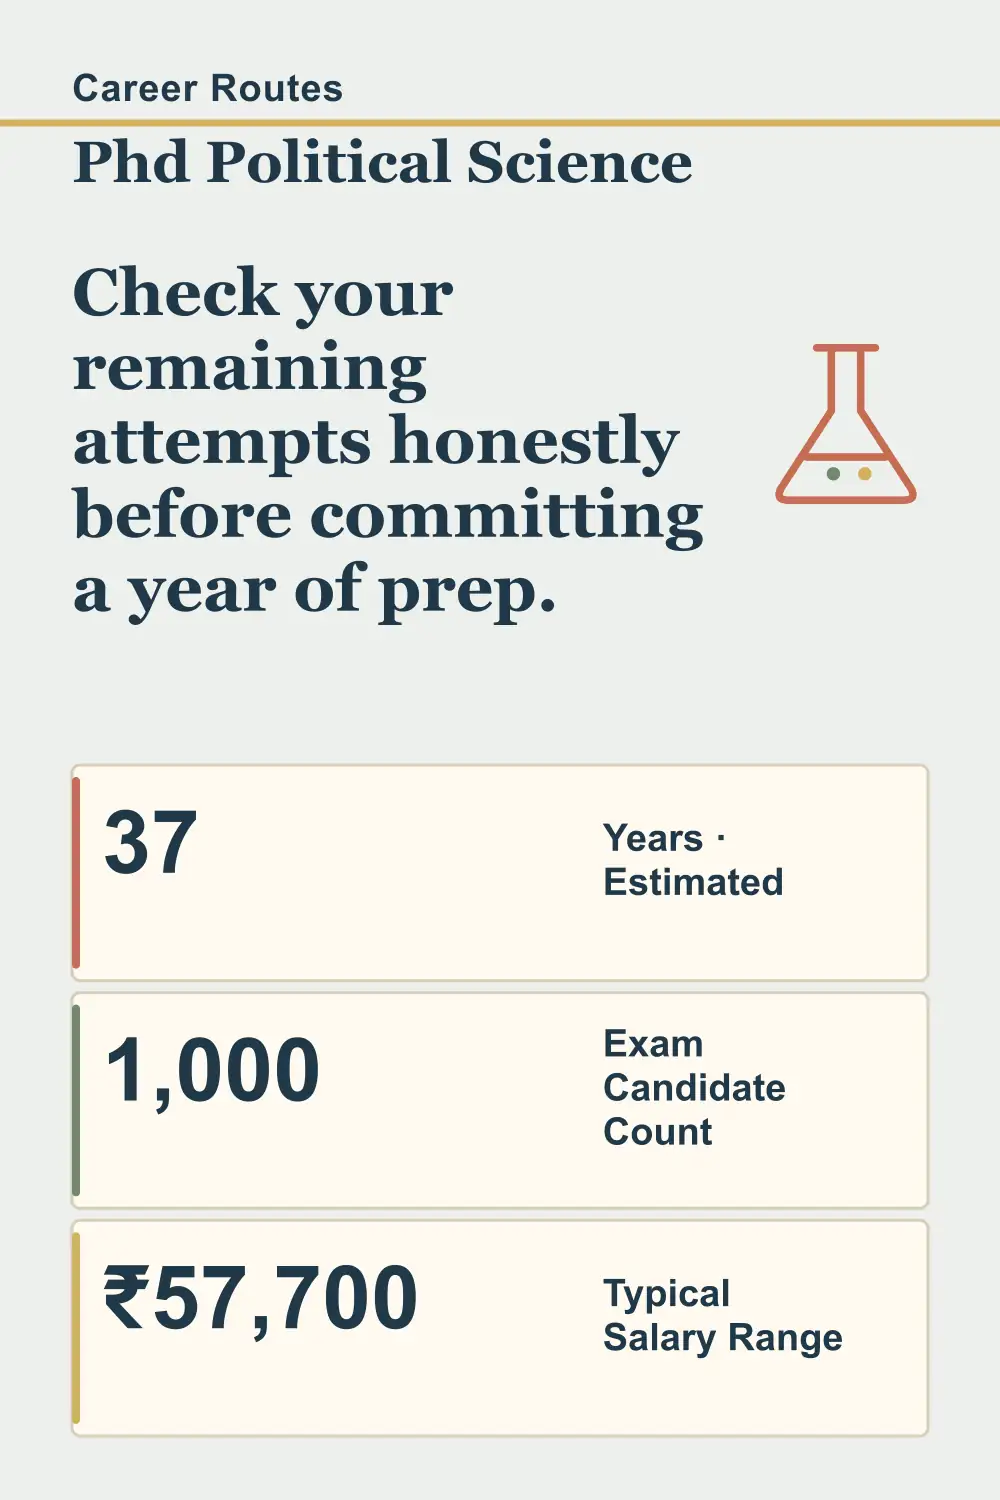 Career Routes
Phd Political Science
Check your
remaining
attempts honestly
before committing
a year of prep.
37
Years ·
Estimated
1,000
Exam
Candidate
Count
₹57,700
Typical
Salary Range